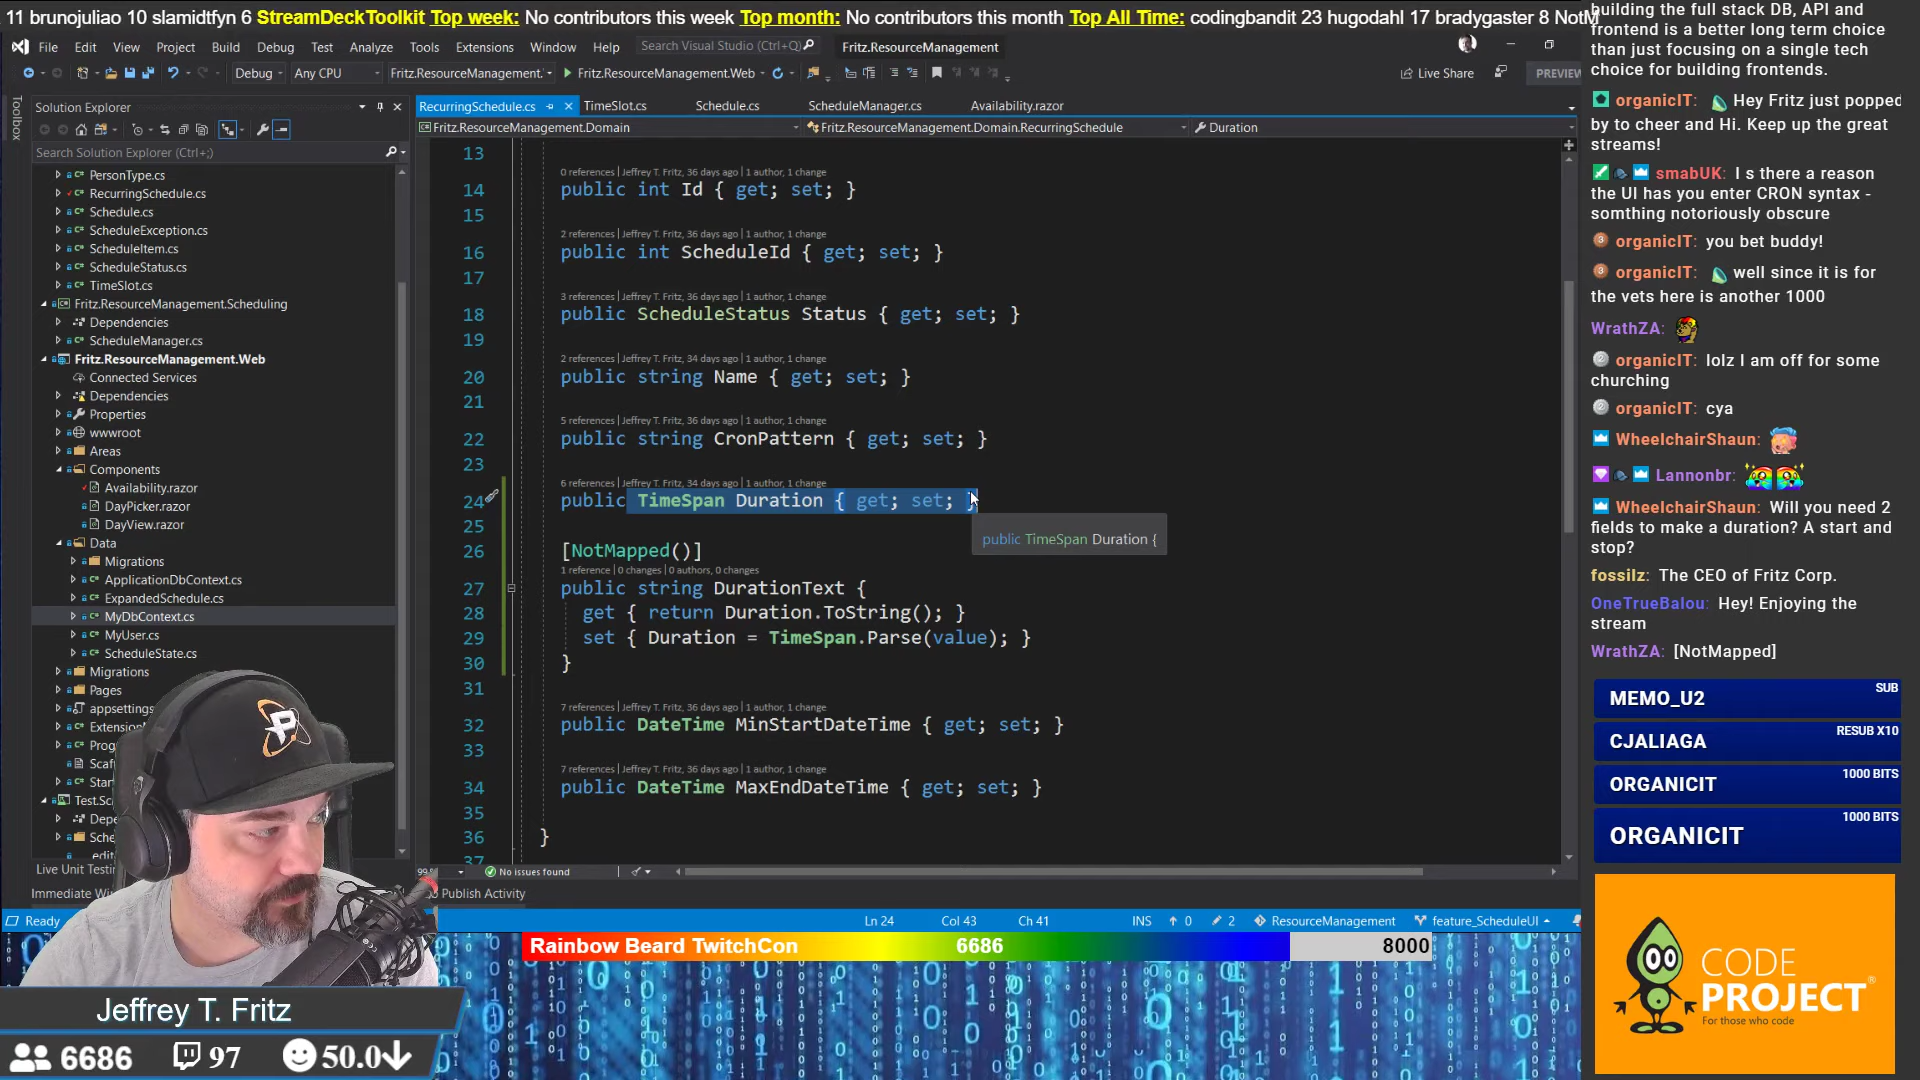 11 brunojuliao 10 slamidtfyn 6 StreamDeckToolkit Top week: No contributors this week Top month: No contributors this month Top All Time: codingbandit 23 hugodahl 17 bradygaster 8 NotM
File Edit View Project Build Debug Test Analyze Tools Extensions Window Help Search Visual Studio (Ctrl+Q) Fritz.ResourceManagement
Debug Any CPU Fritz.ResourceManagement. Fritz.ResourceManagement.Web Live Share PREVIEW
Toolbox
Solution Explorer
Search Solution Explorer (Ctrl+;)
PersonType.cs
RecurringSchedule.cs
Schedule.cs
ScheduleException.cs
ScheduleItem.cs
ScheduleStatus.cs
TimeSlot.cs
Fritz.ResourceManagement.Scheduling
Dependencies
ScheduleManager.cs
Fritz.ResourceManagement.Web
Connected Services
Dependencies
Properties
wwwroot
Areas
Components
Availability.razor
DayPicker.razor
DayView.razor
Data
Migrations
ApplicationDbContext.cs
ExpandedSchedule.cs
MyDbContext.cs
MyUser.cs
ScheduleState.cs
Migrations
Pages
appsettings
Extension
Prog
Scaf
Star
Test.Sc
Depe
Sche
.edit
Live Unit Testin
Immediate Wi
RecurringSchedule.cs TimeSlot.cs Schedule.cs ScheduleManager.cs Availability.razor
Fritz.ResourceManagement.Domain Fritz.ResourceManagement.Domain.RecurringSchedule Duration
13
0 references | Jeffrey T. Fritz, 36 days ago | 1 author, 1 change
14 public int Id { get; set; }
15
2 references | Jeffrey T. Fritz, 36 days ago | 1 author, 1 change
16 public int ScheduleId { get; set; }
17
3 references | Jeffrey T. Fritz, 36 days ago | 1 author, 1 change
18 public ScheduleStatus Status { get; set; }
19
2 references | Jeffrey T. Fritz, 34 days ago | 1 author, 1 change
20 public string Name { get; set; }
21
5 references | Jeffrey T. Fritz, 36 days ago | 1 author, 1 change
22 public string CronPattern { get; set; }
23
6 references | Jeffrey T. Fritz, 34 days ago | 1 author, 1 change
24 public TimeSpan Duration { get; set; }
25
public TimeSpan Duration {
26 [NotMapped()]
1 reference | 0 changes | 0 authors, 0 changes
27 public string DurationText {
28 get { return Duration.ToString(); }
29 set { Duration = TimeSpan.Parse(value); }
30 }
31
7 references | Jeffrey T. Fritz, 36 days ago | 1 author, 1 change
32 public DateTime MinStartDateTime { get; set; }
33
7 references | Jeffrey T. Fritz, 36 days ago | 1 author, 1 change
34 public DateTime MaxEndDateTime { get; set; }
35
36 }
37
No issues found
Publish Activity
Ready Ln 24 Col 43 Ch 41 INS 0 2 ResourceManagement feature_ScheduleUI
Rainbow Beard TwitchCon 6686 8000
Jeffrey T. Fritz
6686 97 50.0
building the full stack DB, API and
frontend is a better long term choice
than just focusing on a single tech
choice for building frontends.
organicIT: Hey Fritz just popped
by to cheer and Hi. Keep up the great
streams!
smabUK: I s there a reason
the UI has you enter CRON syntax -
somthing notoriously obscure
organicIT: you bet buddy!
organicIT: well since it is for
the vets here is another 1000
WrathZA:
organicIT: lolz I am off for some
churching
organicIT: cya
WheelchairShaun:
Lannonbr:
WheelchairShaun: Will you need 2
fields to make a duration? A start and
stop?
fossilz: The CEO of Fritz Corp.
OneTrueBalou: Hey! Enjoying the
stream
WrathZA: [NotMapped]
MEMO_U2 SUB
CJALIAGA RESUB X10
ORGANICIT 1000 BITS
ORGANICIT 1000 BITS
CODE
PROJECT
For those who code